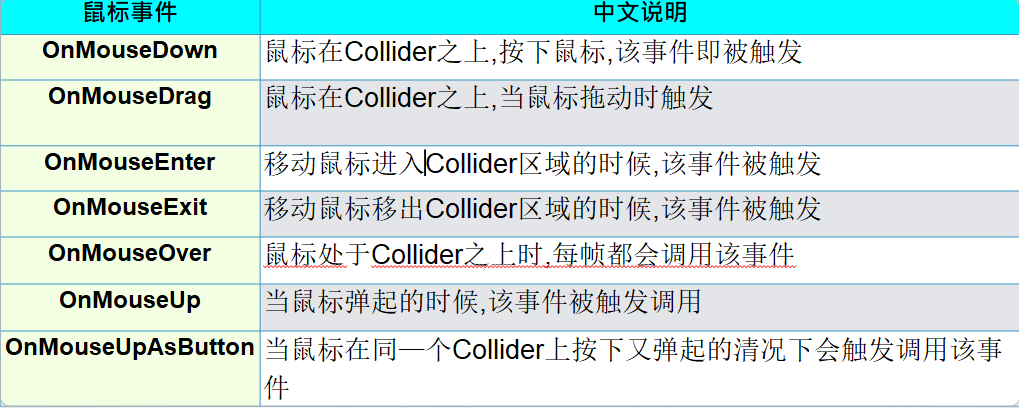 鼠标事件 中文说明
OnMouseDown 鼠标在Collider之上,按下鼠标,该事件即被触发
OnMouseDrag 鼠标在Collider之上,当鼠标拖动时触发
OnMouseEnter 移动鼠标进入Collider区域的时候,该事件被触发
OnMouseExit 移动鼠标移出Collider区域的时候,该事件被触发
OnMouseOver 鼠标处于Collider之上时,每帧都会调用该事件
OnMouseUp 当鼠标弹起的时候,该事件被触发调用
OnMouseUpAsButton 当鼠标在同一个Collider上按下又弹起的清况下会触发调用该事
件